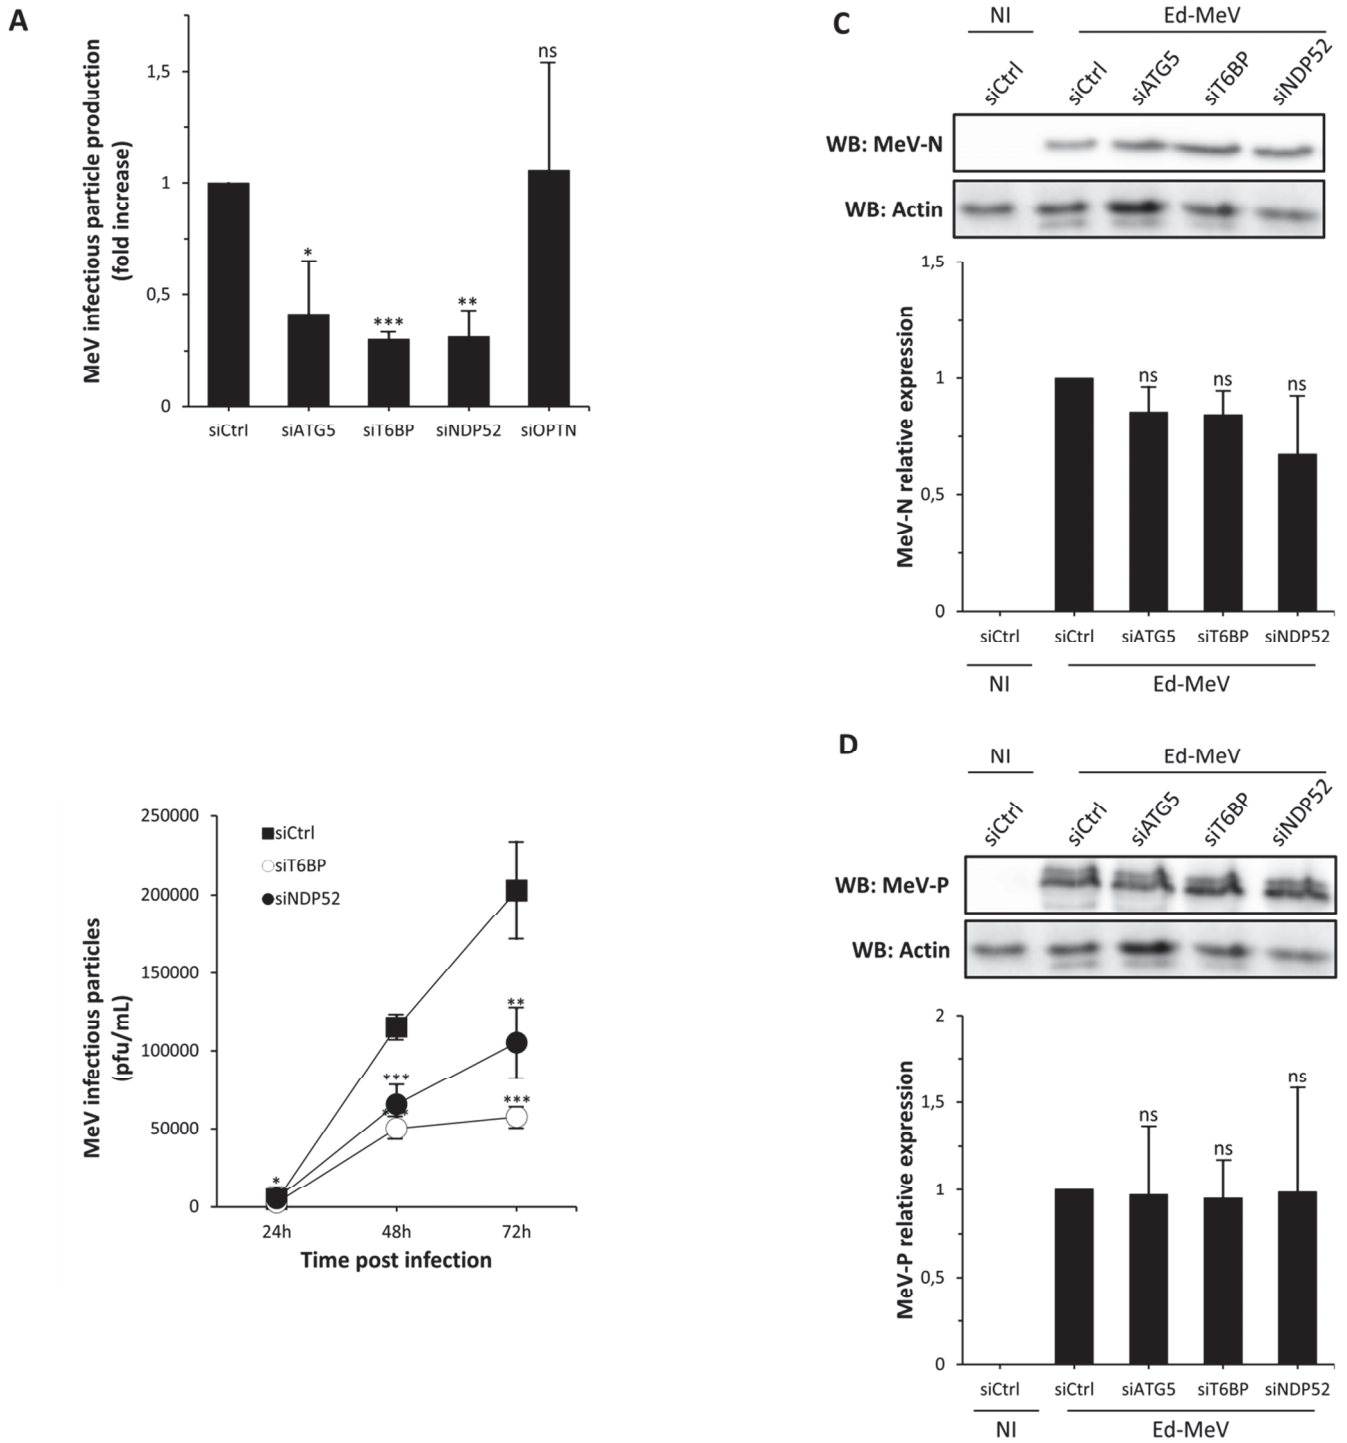 A
MeV infectious particle production
(fold increase)
1,5
1
0,5
0
*
***
**
ns
siCtrl siATG5 siT6BP siNDP52 siOPTN
MeV infectious particles
(pfu/mL)
250000
200000
150000
100000
50000
0
siCtrl
siT6BP
siNDP52
*
***
**
***
24h 48h 72h
Time post infection
C
NI Ed-MeV
siCtrl siCtrl siATG5 siT6BP siNDP52
WB: MeV-N
WB: Actin
MeV-N relative expression
1,5
1
0,5
0
ns ns ns
siCtrl siCtrl siATG5 siT6BP siNDP52
NI Ed-MeV
D
NI Ed-MeV
siCtrl siCtrl siATG5 siT6BP siNDP52
WB: MeV-P
WB: Actin
MeV-P relative expression
2
1,5
1
0,5
0
ns ns ns
siCtrl siCtrl siATG5 siT6BP siNDP52
NI Ed-MeV